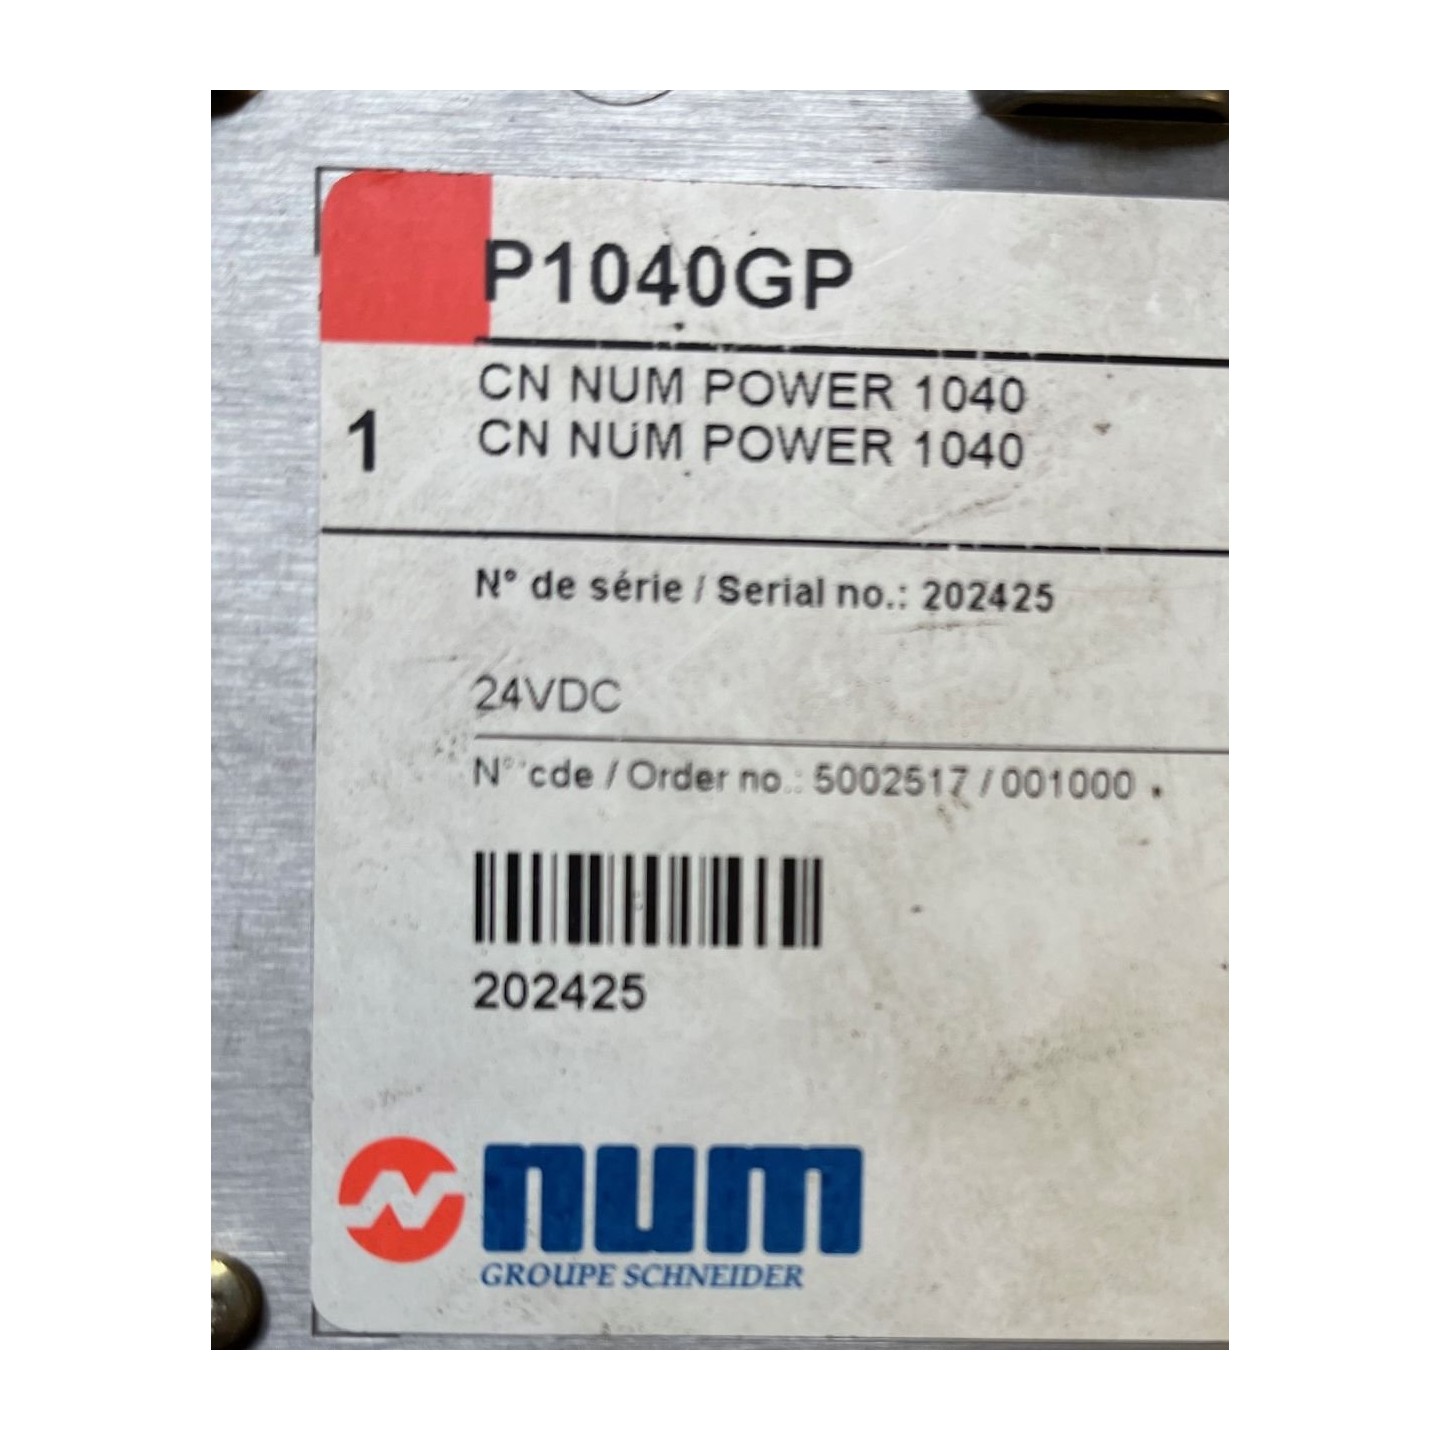 P1040GP
CN NUM POWER 1040
1
CN NUM POWER 1040
N° de série / Serial no.: 202425
24VDC
N° cde / Order no.: 5002517 / 001000
202425
num
GROUPE SCHNEIDER